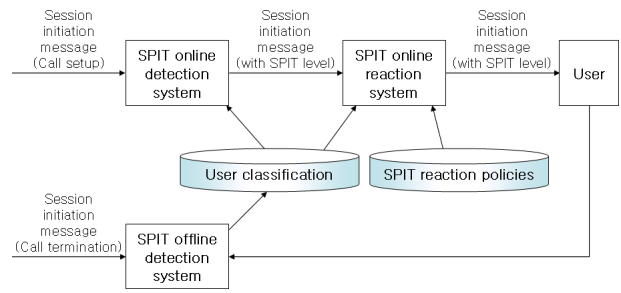 Session
initiation
message
(Call setup)
SPIT online
detection
system
Session
initiation
message
(with SPIT level)
SPIT online
reaction
system
Session
initiation
message
(with SPIT level)
User
User classification
SPIT reaction policies
Session
initiation
message
(Call termination)
SPIT offline
detection
system